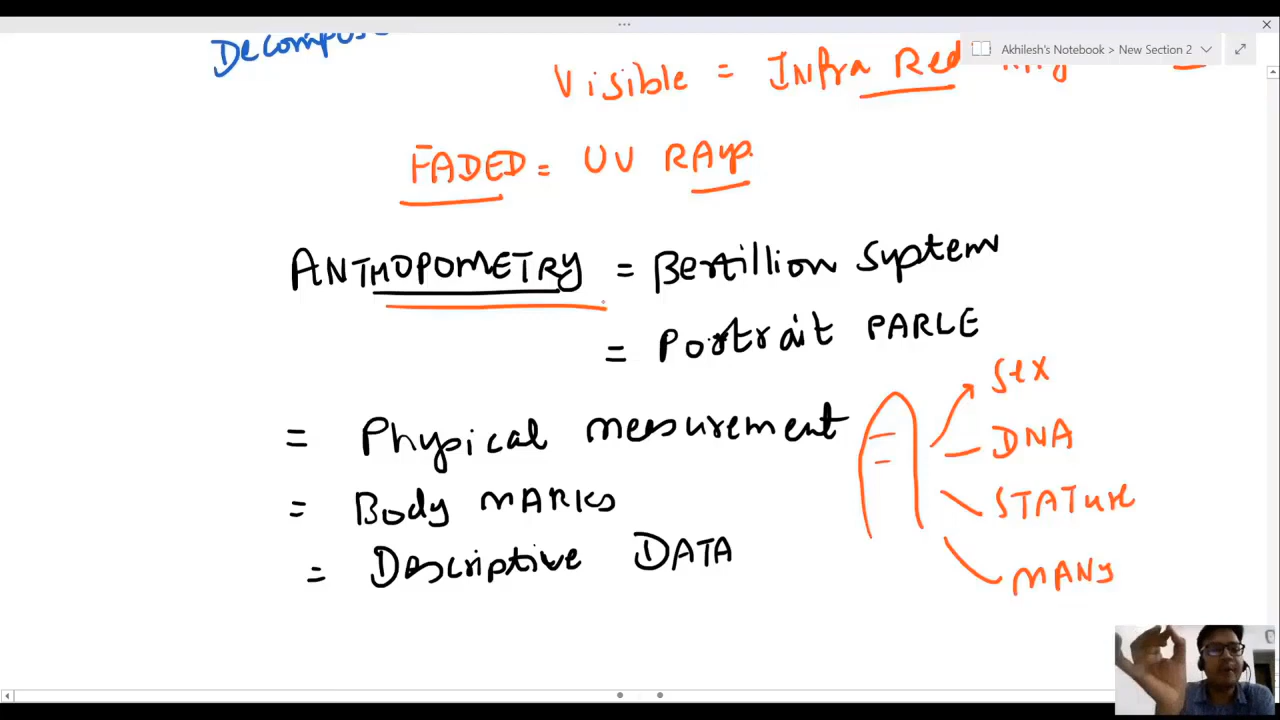 Decompos
Akhilesh's Notebook > New Section 2
Visible = Infra Red
FADED = UV RAys.
ANTHOPOMETRY = Bertillion System
= Portrait PARLE
= Physical measurement
= Body MARKS
= Descriptive DATA
Sex
DNA
STATure
MANY